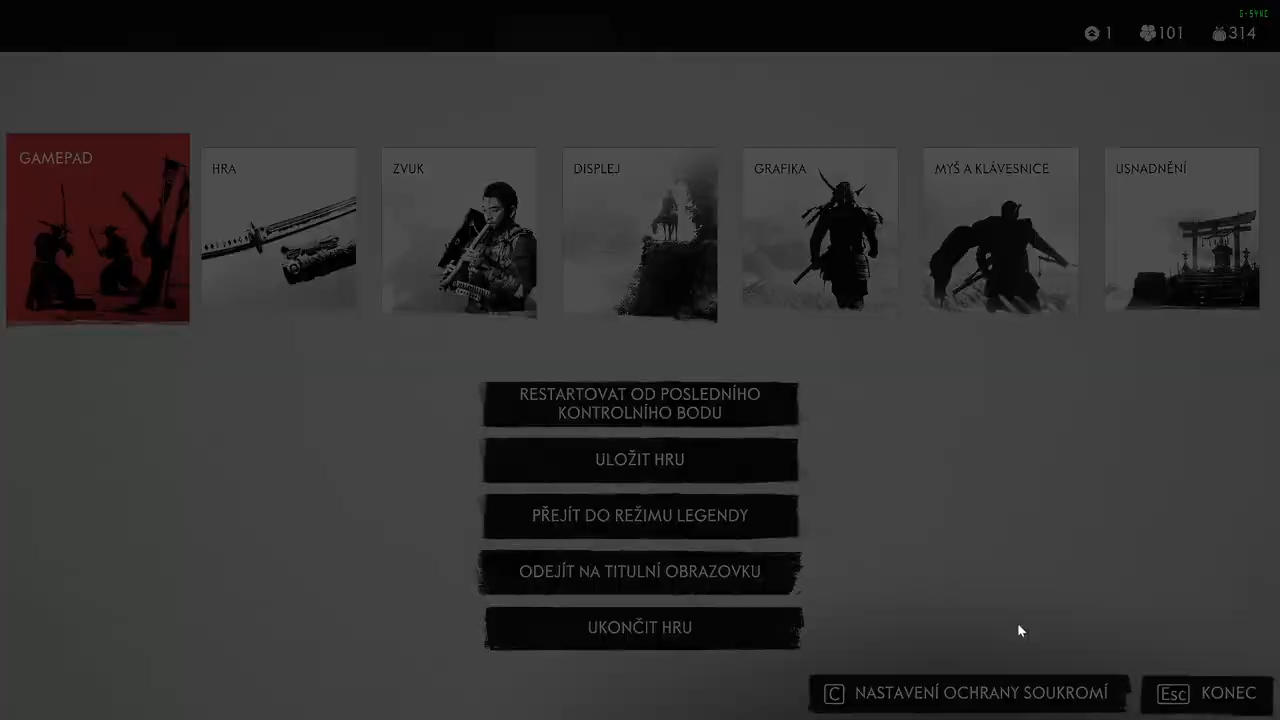 G-SYNC
1 101 314
GAMEPAD
HRA
ZVUK
DISPLEJ
GRAFIKA
MYŠ A KLÁVESNICE
USNADNĚNÍ
RESTARTOVAT OD POSLEDNÍHO
KONTROLNÍHO BODU
ULOŽIT HRU
PŘEJÍT DO REŽIMU LEGENDY
ODEJÍT NA TITULNÍ OBRAZOVKU
UKONČIT HRU
C NASTAVENÍ OCHRANY SOUKROMÍ
Esc KONEC